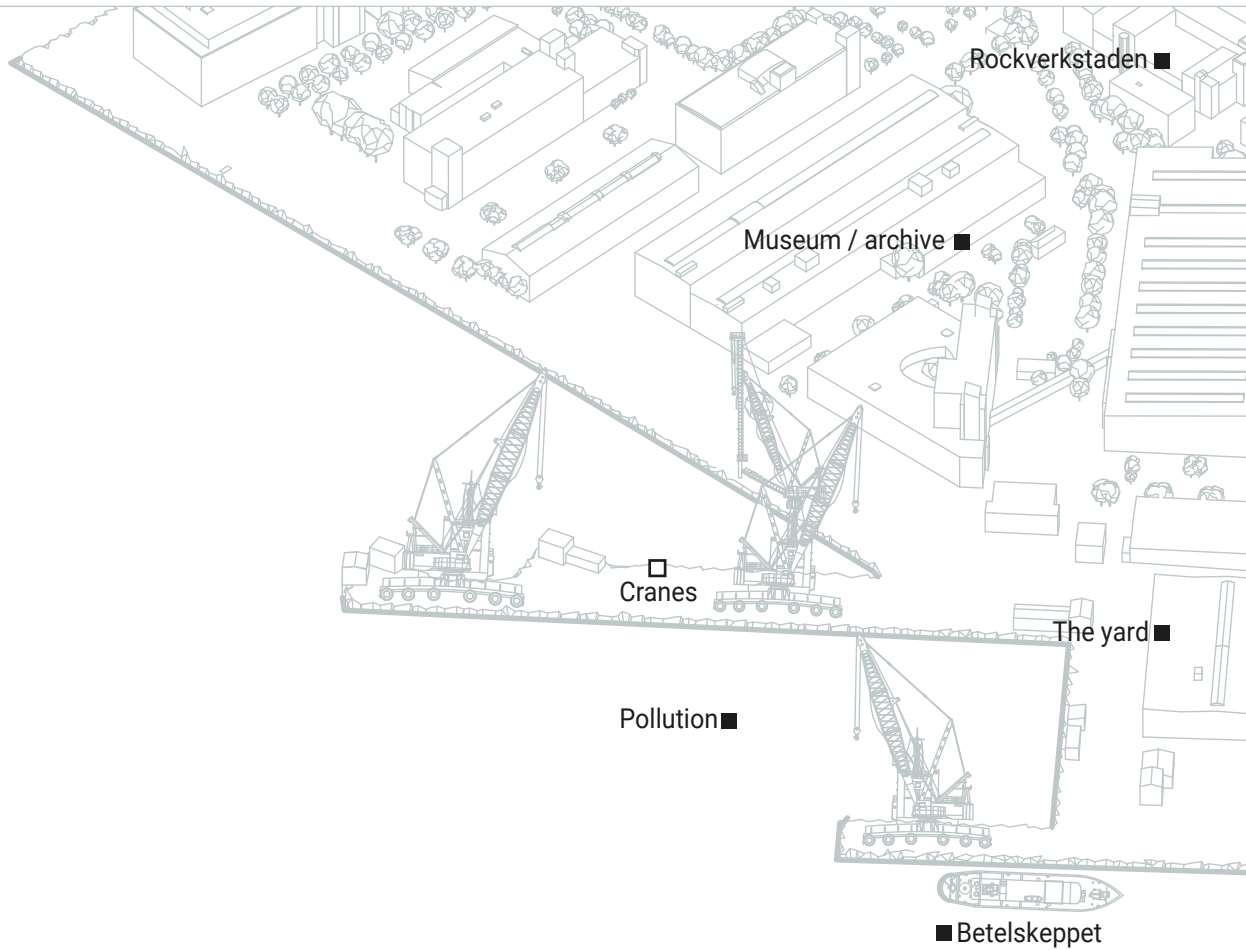 Rockverkstaden
Museum / archive
Cranes
The yard
Pollution
Betelskeppet